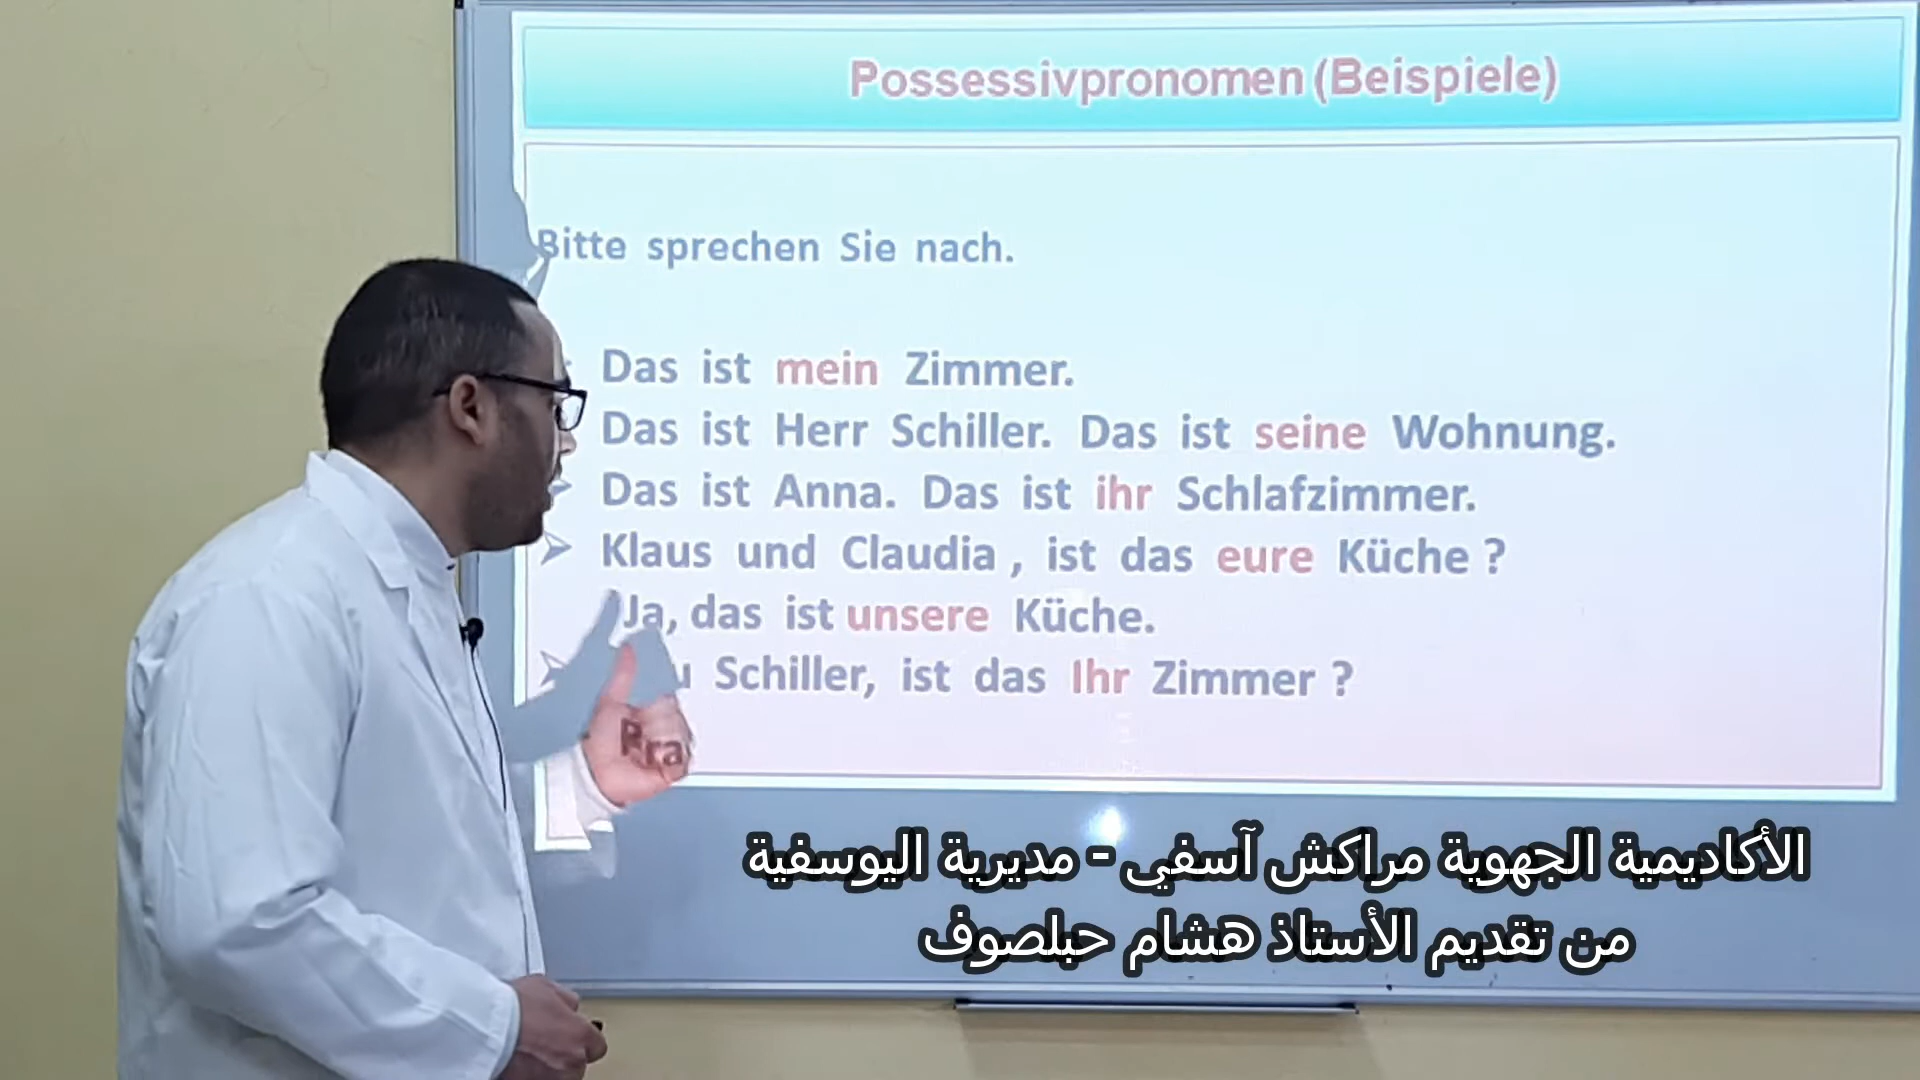 Possessivpronomen (Beispiele)
Bitte sprechen Sie nach.
Das ist mein Zimmer.
Das ist Herr Schiller. Das ist seine Wohnung.
Das ist Anna. Das ist ihr Schlafzimmer.
Klaus und Claudia , ist das eure Küche ?
Ja, das ist unsere Küche.
Schiller, ist das Ihr Zimmer ?
الأكاديمية الجهوية مراكش آسفي - مديرية اليوسفية
من تقديم الأستاذ هشام حبلصوف